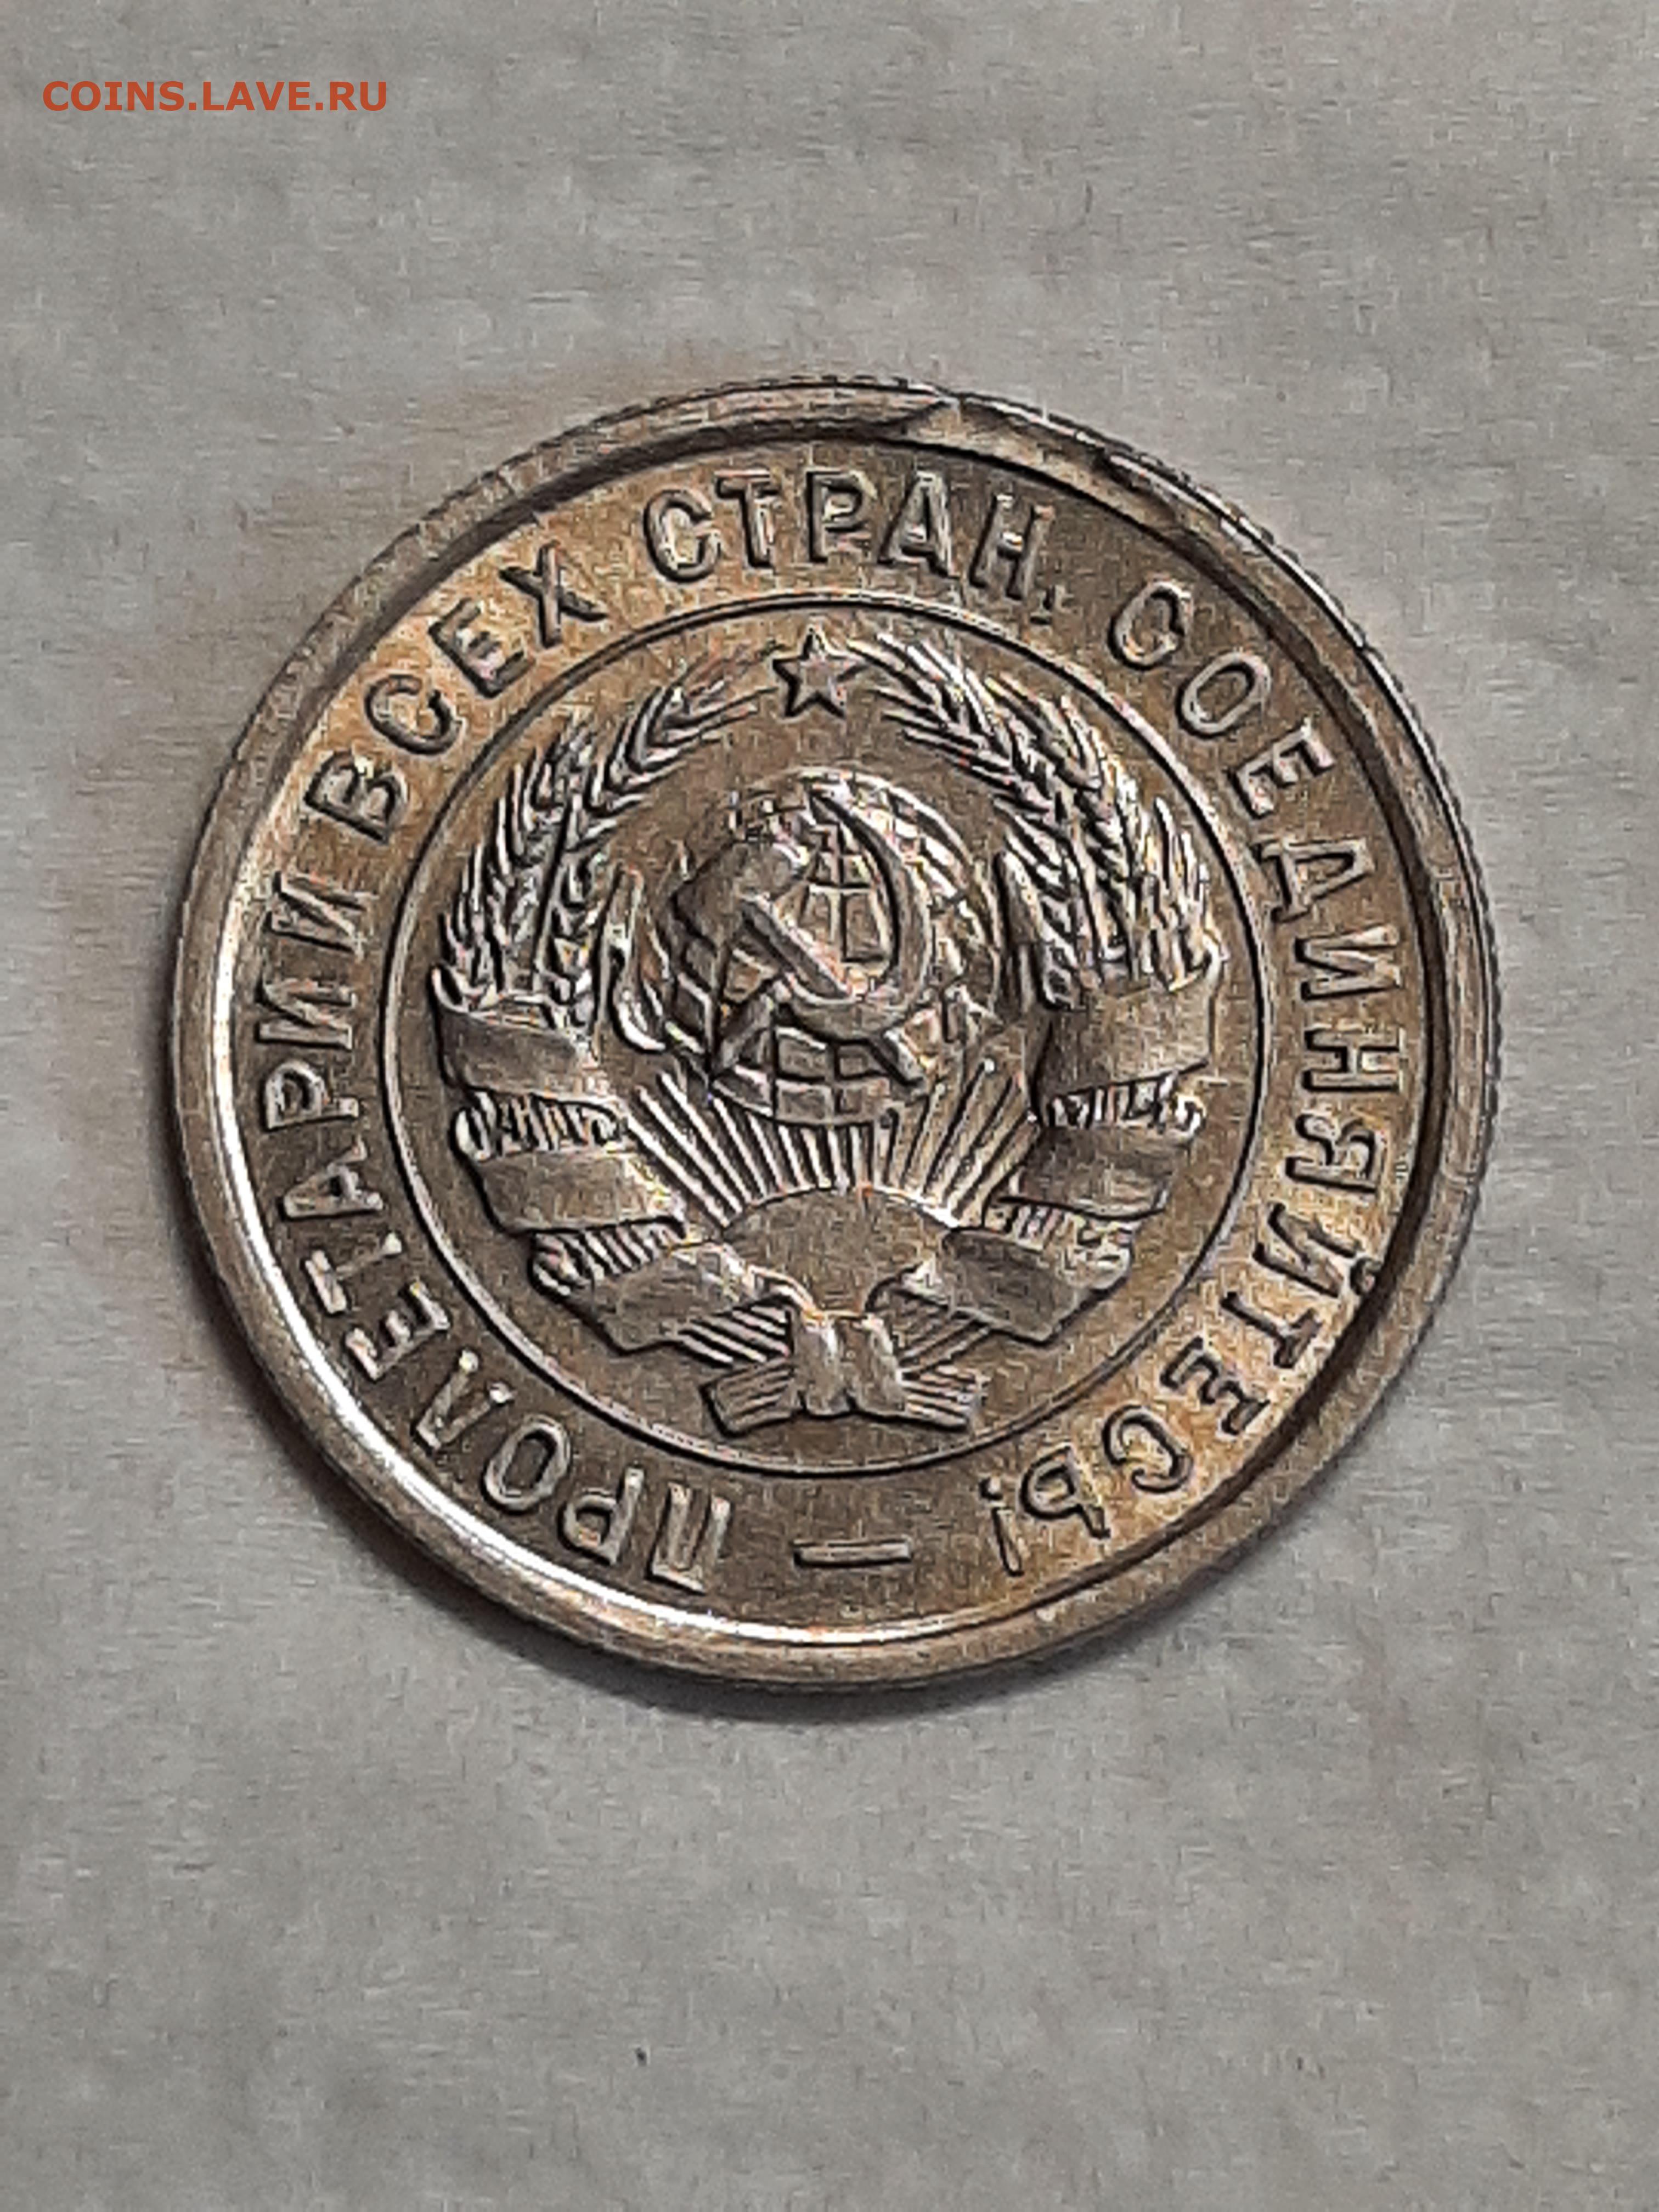 COINS.LAVE.RU
ПРОЛЕТАРИИ ВСЕХ СТРАН, СОЕДИНЯЙТЕСЬ! —